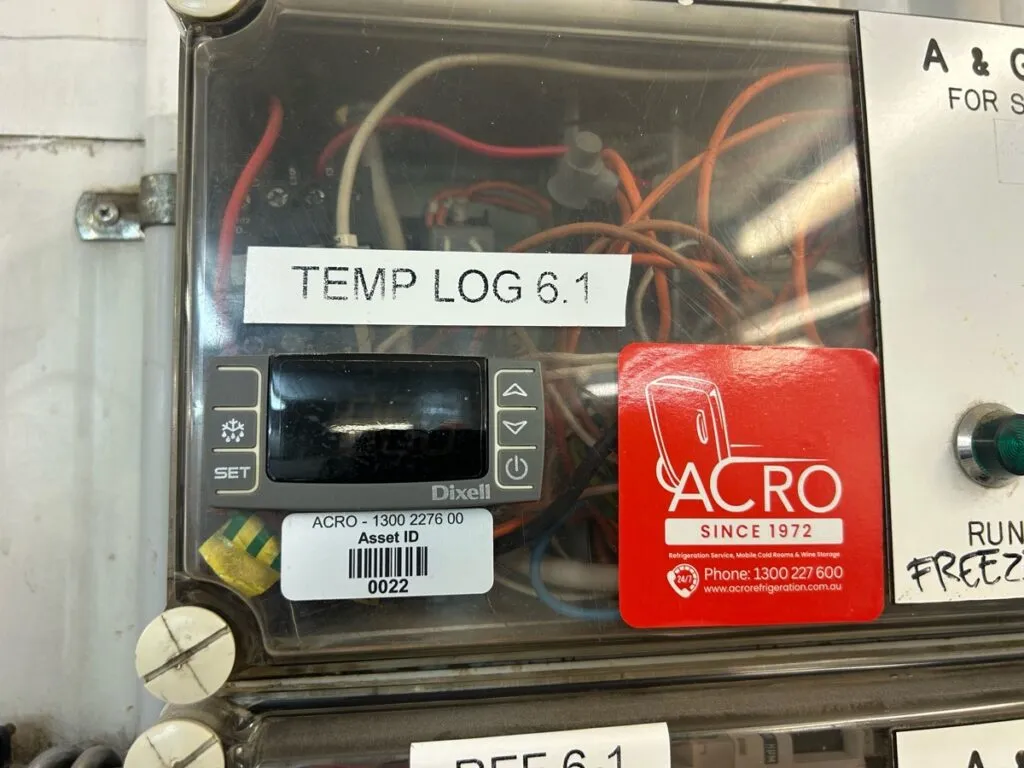 A & G
FOR S
TEMP LOG 6.1
SET
Dixell
ACRO - 1300 2276 00
Asset ID
0022
ACRO
SINCE 1972
Refrigeration Service, Mobile Cold Rooms & Wine Storage
24/7
Phone: 1300 227 600
www.acrorefrigeration.com.au
RUN
FREEZ
REF 6.1
A &